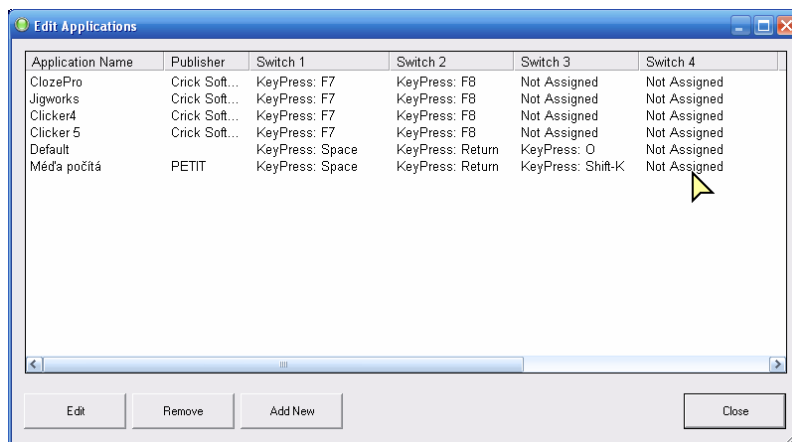 Edit Applications
Application Name Publisher Switch 1 Switch 2 Switch 3 Switch 4
ClozePro Crick Soft... KeyPress: F7 KeyPress: F8 Not Assigned Not Assigned
Jigworks Crick Soft... KeyPress: F7 KeyPress: F8 Not Assigned Not Assigned
Clicker4 Crick Soft... KeyPress: F7 KeyPress: F8 Not Assigned Not Assigned
Clicker 5 Crick Soft... KeyPress: F7 KeyPress: F8 Not Assigned Not Assigned
Default KeyPress: Space KeyPress: Return KeyPress: O Not Assigned
Méďa počítá PETIT KeyPress: Space KeyPress: Return KeyPress: Shift-K Not Assigned
Edit Remove Add New Close